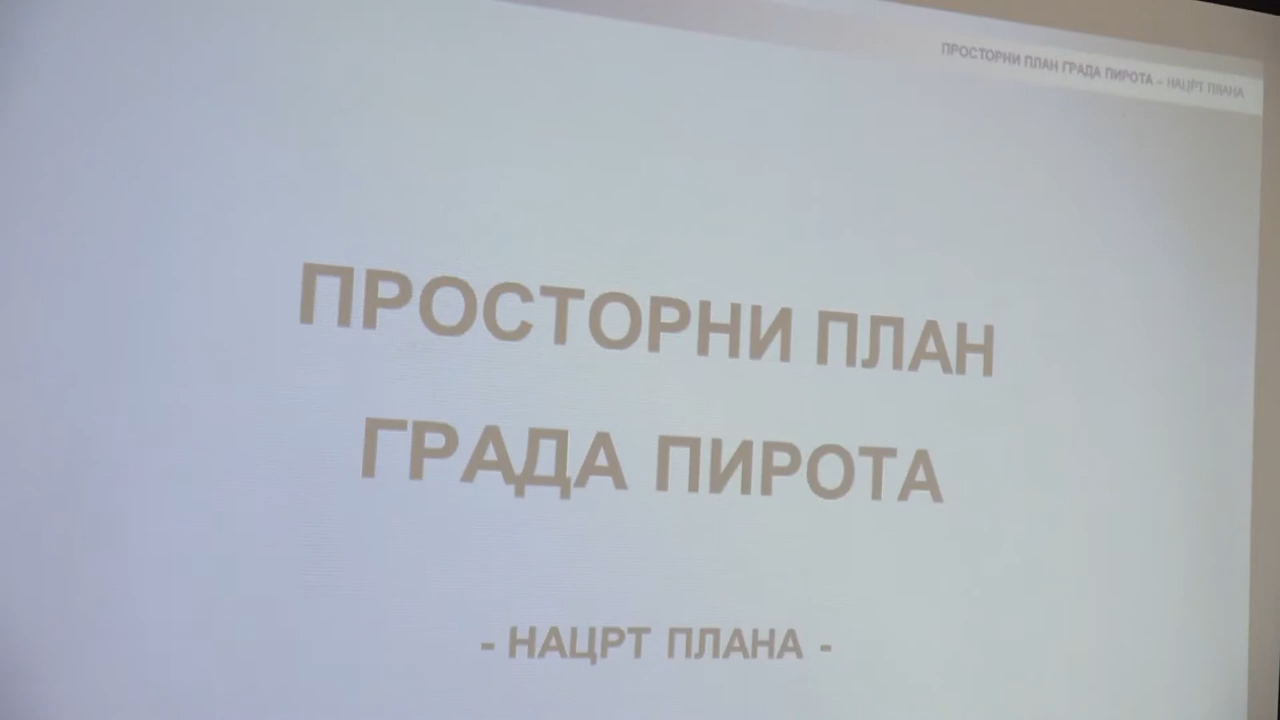 ПРОСТОРНИ ПЛАН ГРАДА ПИРОТА – НАЦРТ ПЛАНА
ПРОСТОРНИ ПЛАН
ГРАДА ПИРОТА
- НАЦРТ ПЛАНА -